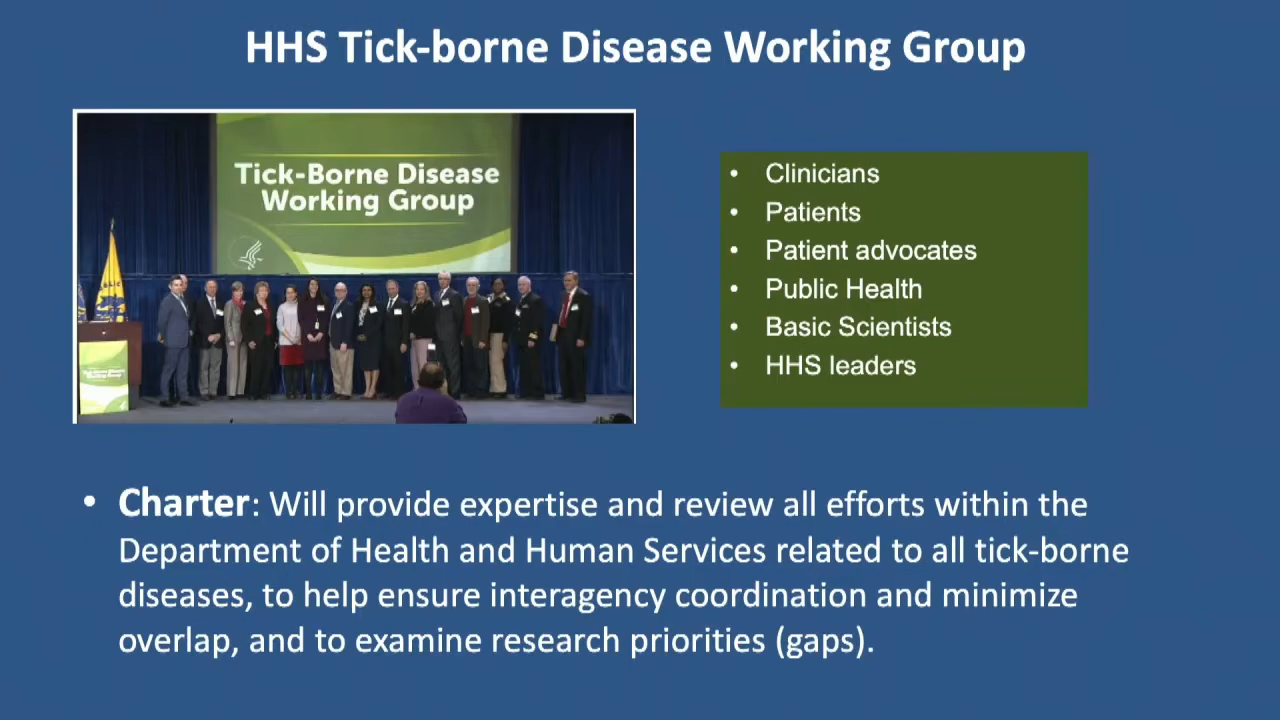 HHS Tick-borne Disease Working Group
Tick-Borne Disease
Working Group
• Clinicians
• Patients
• Patient advocates
• Public Health
• Basic Scientists
• HHS leaders
• Charter: Will provide expertise and review all efforts within the
Department of Health and Human Services related to all tick-borne
diseases, to help ensure interagency coordination and minimize
overlap, and to examine research priorities (gaps).